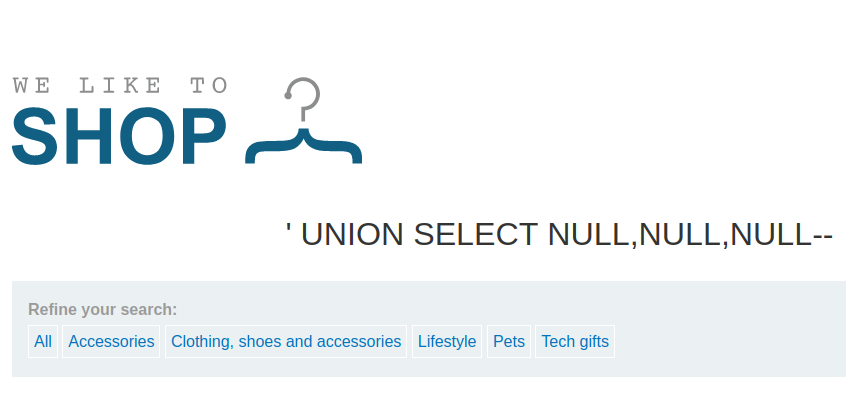 WE LIKE TO
SHOP
' UNION SELECT NULL,NULL,NULL--
Refine your search:
All Accessories Clothing, shoes and accessories Lifestyle Pets Tech gifts